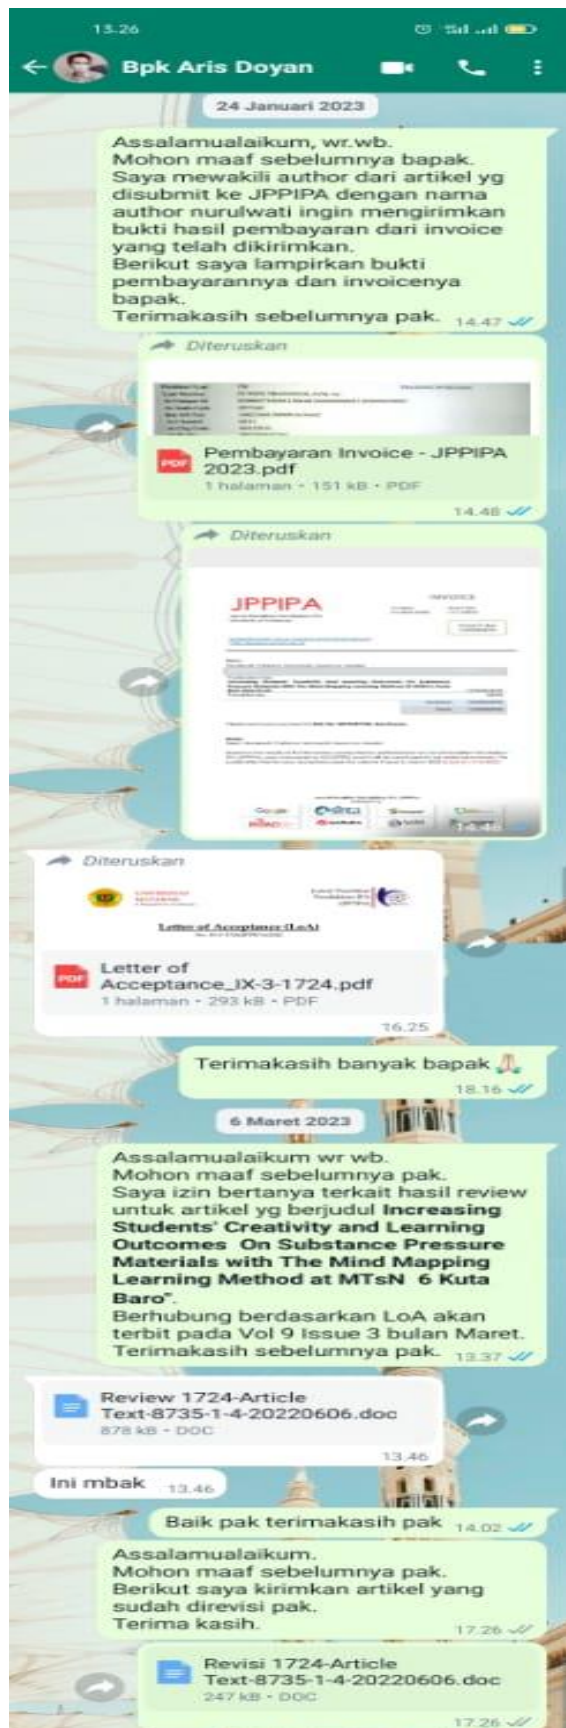 13.26
Bpk Aris Doyan
24 Januari 2023
Assalamualaikum, wr.wb.
Mohon maaf sebelumnya bapak.
Saya mewakili author dari artikel yg
disubmit ke JPPIPA dengan nama
author nurulwati ingin mengirimkan
bukti hasil pembayaran dari invoice
yang telah dikirimkan.
Berikut saya lampirkan bukti
pembayarannya dan invoicenya
bapak.
Terimakasih sebelumnya pak. 14.47
Diteruskan
Pembayaran Invoice - JPPIPA
2023.pdf
1 halaman • 151 kB • PDF
14.48
Diteruskan
JPPIPA
INVOICE
14.48
Diteruskan
Letter of Acceptance (LoA)
PDF
Letter of
Acceptance_IX-3-1724.pdf
1 halaman • 293 kB • PDF
16.25
Terimakasih banyak bapak 🙏🏻
18.16
6 Maret 2023
Assalamualaikum wr wb.
Mohon maaf sebelumnya pak.
Saya izin bertanya terkait hasil review
untuk artikel yg berjudul Increasing
Students' Creativity and Learning
Outcomes On Substance Pressure
Materials with The Mind Mapping
Learning Method at MTsN 6 Kuta
Baro".
Berhubung berdasarkan LoA akan
terbit pada Vol 9 Issue 3 bulan Maret.
Terimakasih sebelumnya pak. 13.37
Review 1724-Article
Text-8735-1-4-20220606.doc
878 kB • DOC
13.46
Ini mbak 13.46
Baik pak terimakasih pak 14.02
Assalamualaikum.
Mohon maaf sebelumnya pak.
Berikut saya kirimkan artikel yang
sudah direvisi pak.
Terima kasih. 17.26
Revisi 1724-Article
Text-8735-1-4-20220606.doc
247 kB • DOC
17.26